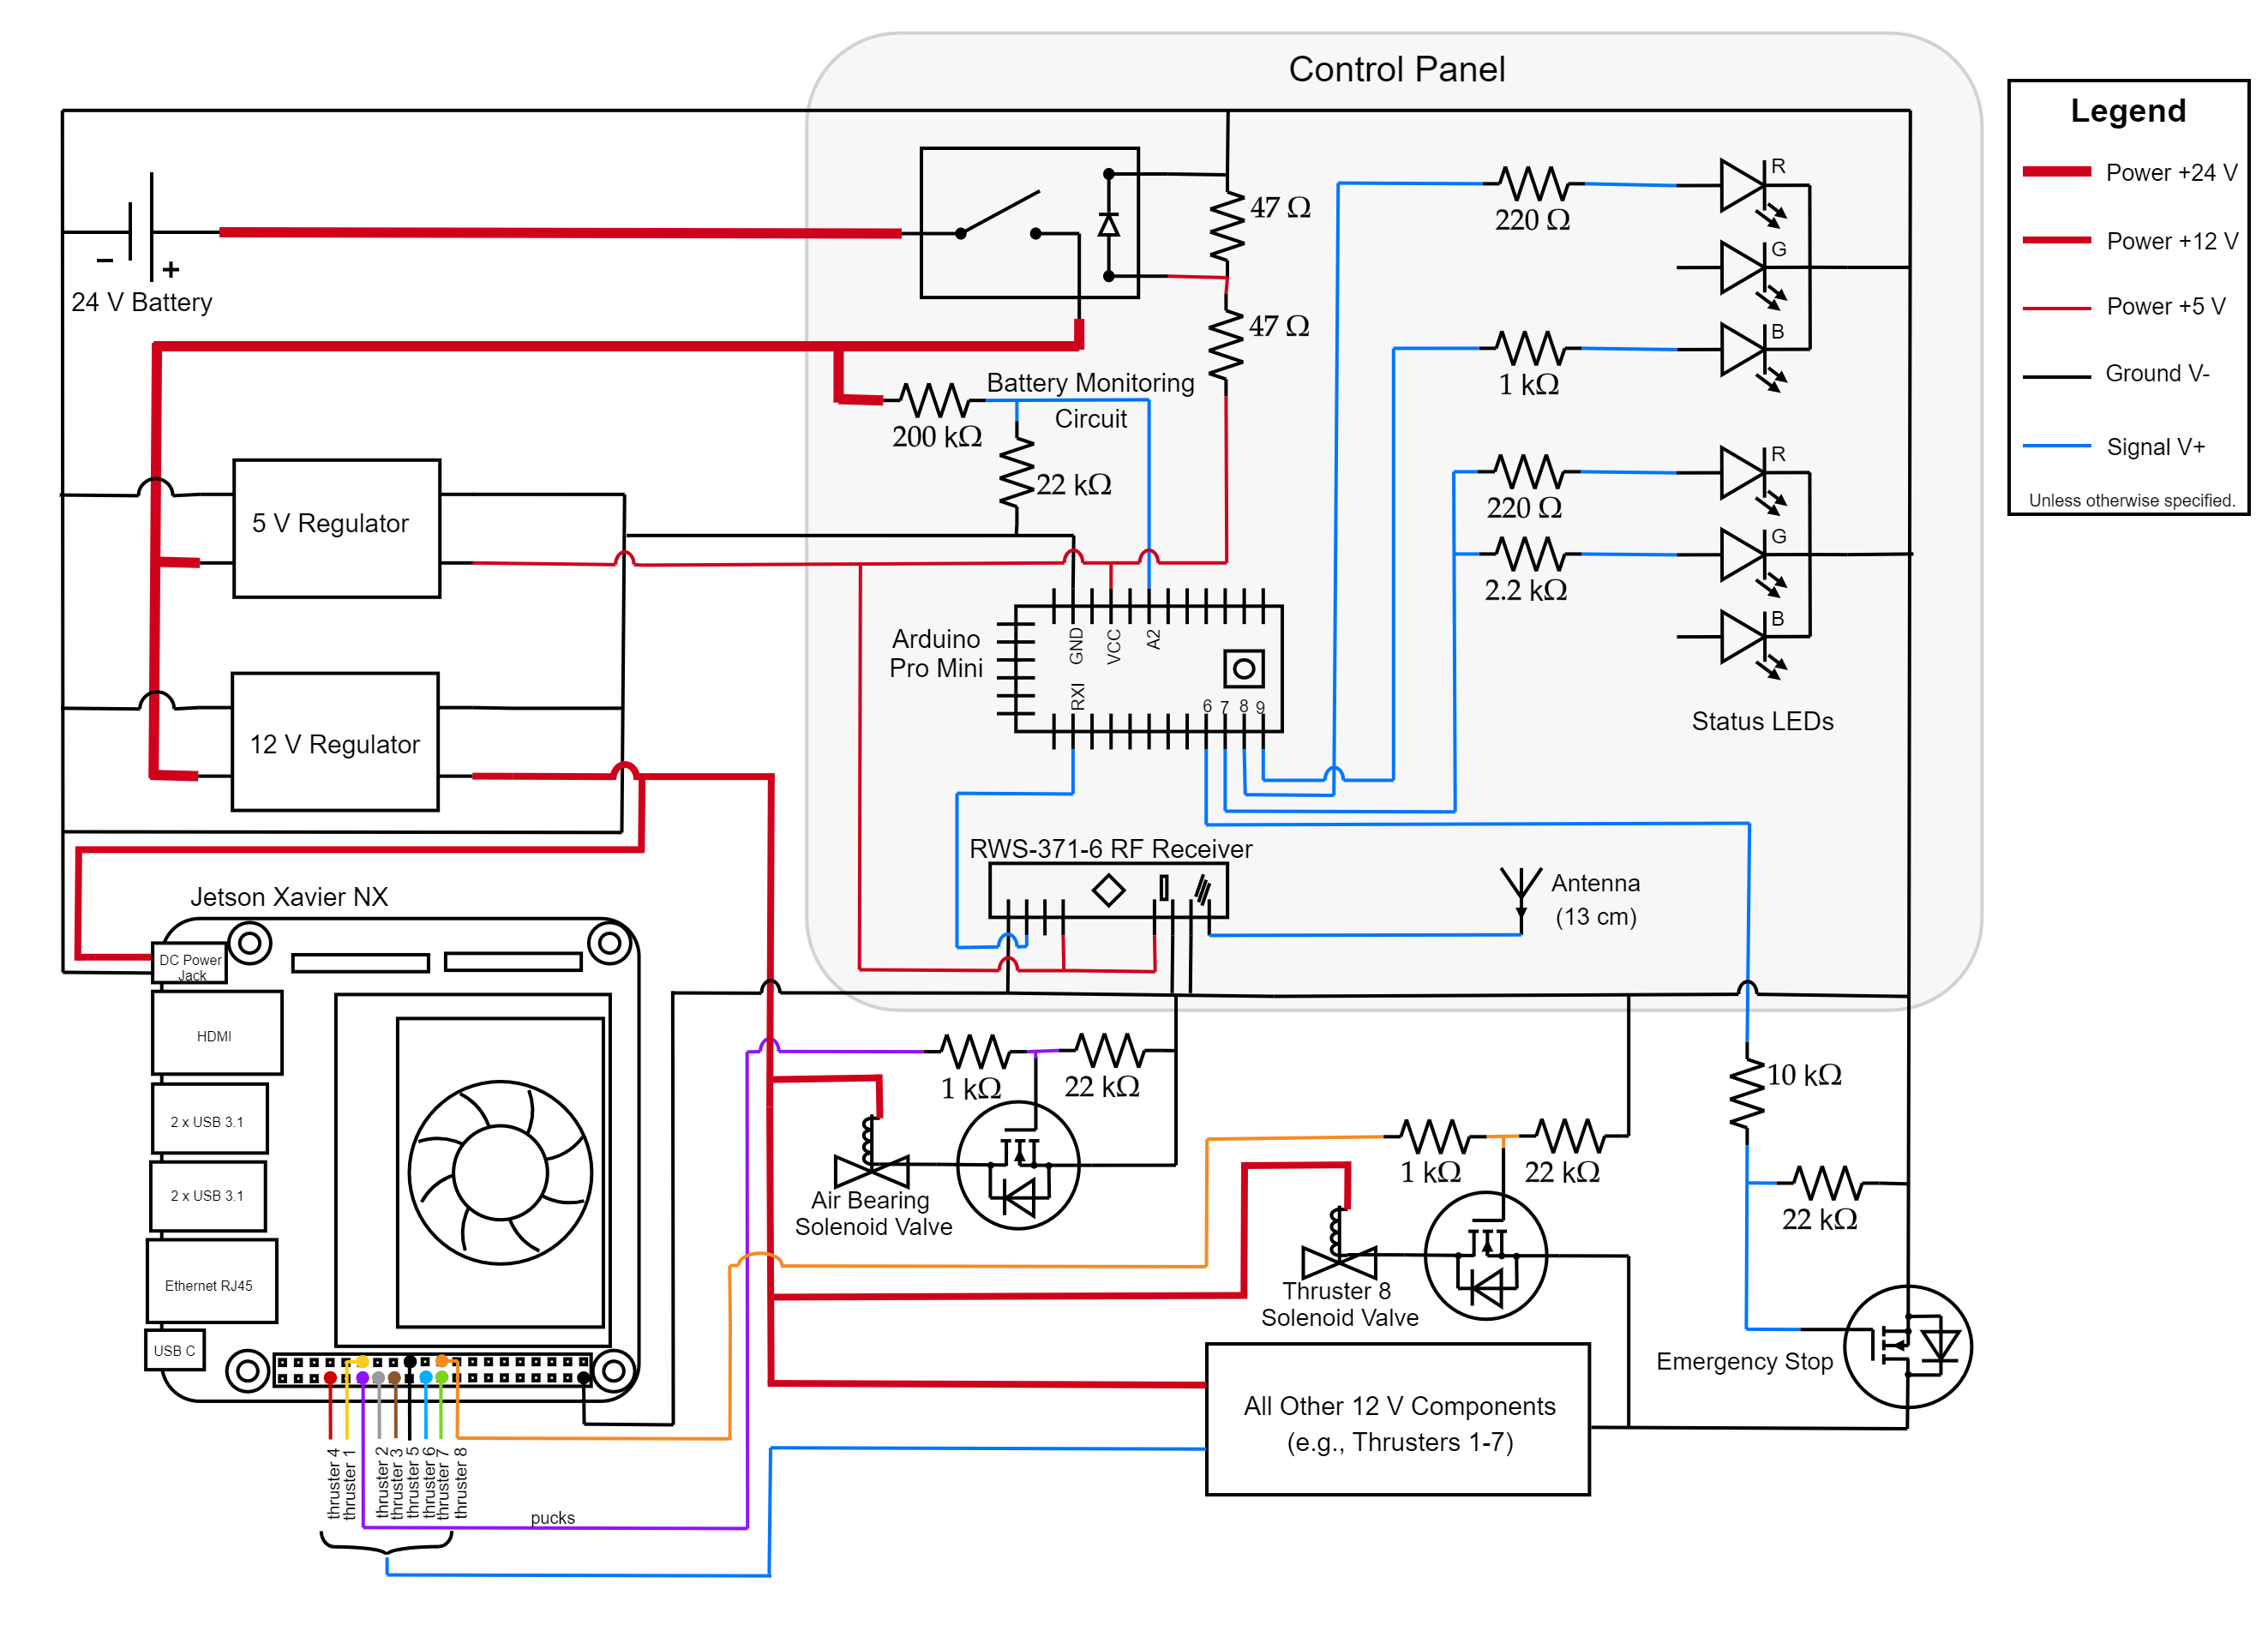 Control Panel
Legend
Power +24 V
Power +12 V
Power +5 V
Ground V-
Signal V+
Unless otherwise specified.
24 V Battery
−
+
47 Ω
47 Ω
220 Ω
R
G
B
1 kΩ
Battery Monitoring
Circuit
200 kΩ
22 kΩ
220 Ω
2.2 kΩ
R
G
B
Status LEDs
5 V Regulator
12 V Regulator
Arduino
Pro Mini
GND
VCC
A2
RXI
6
7
8
9
RWS-371-6 RF Receiver
Antenna
(13 cm)
Jetson Xavier NX
DC Power
Jack
HDMI
2 x USB 3.1
2 x USB 3.1
Ethernet RJ45
USB C
1 kΩ
22 kΩ
Air Bearing
Solenoid Valve
1 kΩ
22 kΩ
Thruster 8
Solenoid Valve
10 kΩ
22 kΩ
Emergency Stop
All Other 12 V Components
(e.g., Thrusters 1-7)
thruster 4
thruster 1
thruster 2
thruster 3
thruster 5
thruster 6
thruster 7
thruster 8
pucks